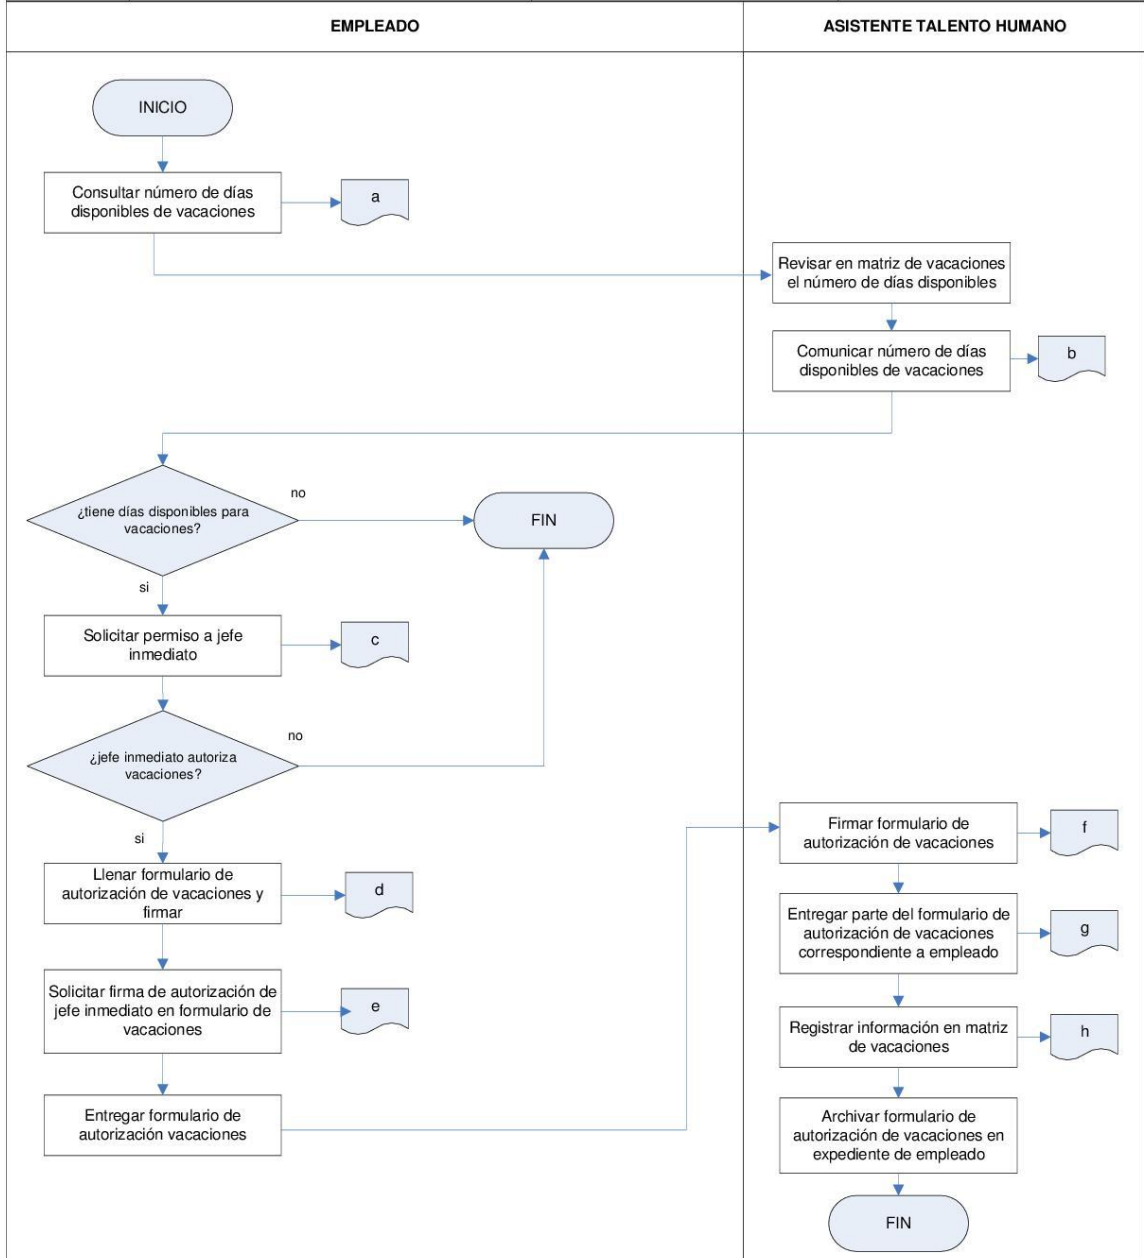 EMPLEADO
ASISTENTE TALENTO HUMANO
INICIO
Consultar número de días
disponibles de vacaciones
a
Revisar en matriz de vacaciones
el número de días disponibles
Comunicar número de días
disponibles de vacaciones
b
¿tiene días disponibles para
vacaciones?
no
FIN
si
Solicitar permiso a jefe
inmediato
c
¿jefe inmediato autoriza
vacaciones?
no
si
Llenar formulario de
autorización de vacaciones y
firmar
d
Solicitar firma de autorización de
jefe inmediato en formulario de
vacaciones
e
Entregar formulario de
autorización vacaciones
Firmar formulario de
autorización de vacaciones
f
Entregar parte del formulario de
autorización de vacaciones
correspondiente a empleado
g
Registrar información en matriz
de vacaciones
h
Archivar formulario de
autorización de vacaciones en
expediente de empleado
FIN